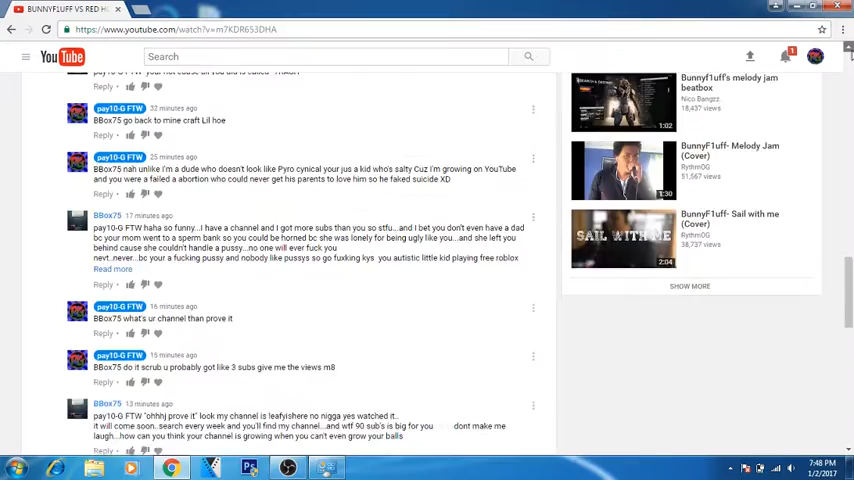 BUNNYF1UFF VS RED H
https://www.youtube.com/watch?v=m7KDR653DHA
YouTube
Search
1
Reply
pay10-G FTW 32 minutes ago
BBox75 go back to mine craft Lil hoe
Reply
pay10-G FTW 25 minutes ago
BBox75 nah unlike I'm a dude who doesn't look like Pyro cynical your jus a kid who's salty Cuz I'm growing on YouTube
and you were a failed a abortion who could never get his parents to love him so he faked suicide XD
Reply
BBox75 17 minutes ago
pay10-G FTW haha so funny...I have a channel and I got more subs than you so stfu...and I bet you don't even have a dad
bc your mom went to a sperm bank so you could be horned bc she was lonely for being ugly like you...and she left you
behind cause she couldn't handle a pussy...no one will ever fuck you
nevt..never...bc your a fucking pussy and nobody like pussys so go fuxking kys you autistic little kid playing free roblox
Read more
Reply
pay10-G FTW 16 minutes ago
BBox75 what's ur channel than prove it
Reply
pay10-G FTW 15 minutes ago
BBox75 do it scrub u probably got like 3 subs give me the views m8
Reply
BBox75 13 minutes ago
pay10-G FTW "ohhhj prove it" look my channel is leafyishere no nigga yes watched it..
it will come soon..search every week and you'll find my channel...and wtf 90 sub's is big for you dont make me
laugh...how can you think your channel is growing when you can't even grow your balls
Reply
Bunnyf1uff's melody jam
beatbox
Nico Bangzz.
18,437 views
1:02
BunnyF1uff- Melody Jam
(Cover)
RythmOG
51,567 views
1:30
BunnyF1uff- Sail with me
(Cover)
RythmOG
38,737 views
SAIL WITH ME
2:04
SHOW MORE
Ps
7:48 PM
1/2/2017